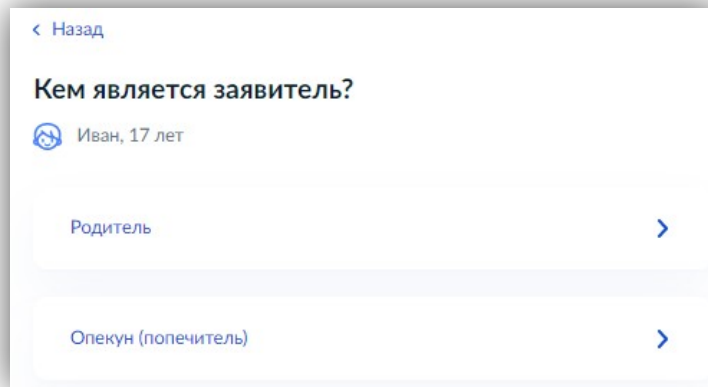 Назад
Кем является заявитель?
Иван, 17 лет
Родитель
Опекун (попечитель)